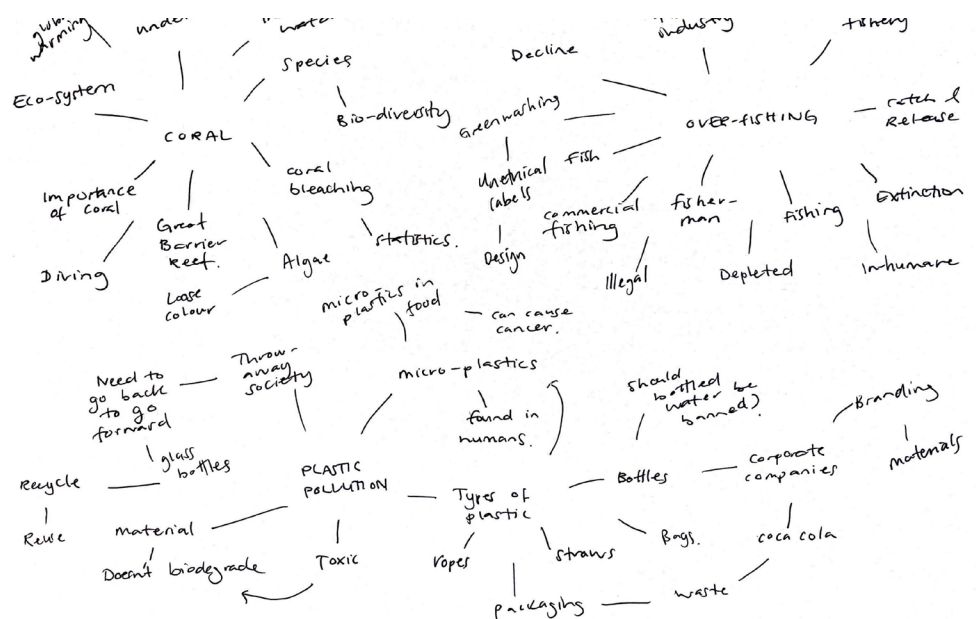 warming
under
wate
Eco-system
Species
Bio-diversity
CORAL
Importance
of coral
Diving
Great
Barrier
Reef.
coral
bleaching
statistics.
Algae
Loose
colour
Decline
industry
fishery
Greenwashing
OVER-FISHING
catch &
Release
Unethical
labels
Design
Fish
commercial
fishing
Illegal
fisher-
man
Depleted
Fishing
Extinction
Inhumane
micro-
plastics in
food
can cause
cancer.
micro-plastics
found in
humans.
Throw-
away
society
Need to
go back
to go
forward
glass
bottles
Recycle
Reuse
PLASTIC
POLLUTION
material
Doesn't biodegrade
Toxic
Types of
plastic
ropes
straws
packaging
waste
Bags.
Bottles
should
bottled
water be
banned?
corporate
companies
Branding
materials
coca cola